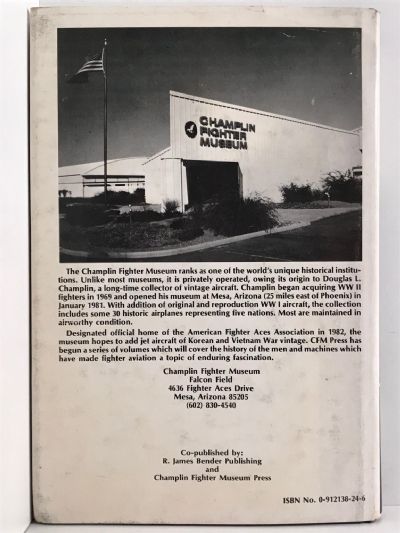 CHAMPLIN
FIGHTER
MUSEUM
The Champlin Fighter Museum ranks as one of the world's unique historical institu-
tions. Unlike most museums, it is privately operated, owing its origin to Douglas L.
Champlin, a long-time collector of vintage aircraft. Champlin began acquiring WW II
fighters in 1969 and opened his museum at Mesa, Arizona (25 miles east of Phoenix) in
January 1981. With addition of original and reproduction WW I aircraft, the collection
includes some 30 historic airplanes representing five nations. Most are maintained in
airworthy condition.
Designated official home of the American Fighter Aces Association in 1982, the
museum hopes to add jet aircraft of Korean and Vietnam War vintage. CFM Press has
begun a series of volumes which will cover the history of the men and machines which
have made fighter aviation a topic of enduring fascination.
Champlin Fighter Museum
Falcon Field
4636 Fighter Aces Drive
Mesa, Arizona 85205
(602) 830-4540
Co-published by:
R. James Bender Publishing
and
Champlin Fighter Museum Press
ISBN No. 0-912138-24-6